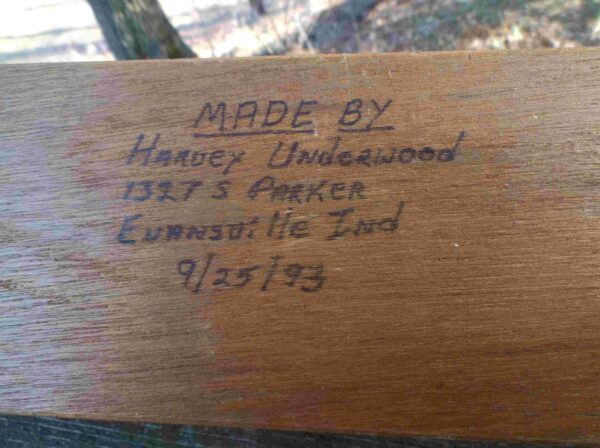 MADE BY
Harvey Underwood
1327 S PARKER
Evansville Ind
9/25/93